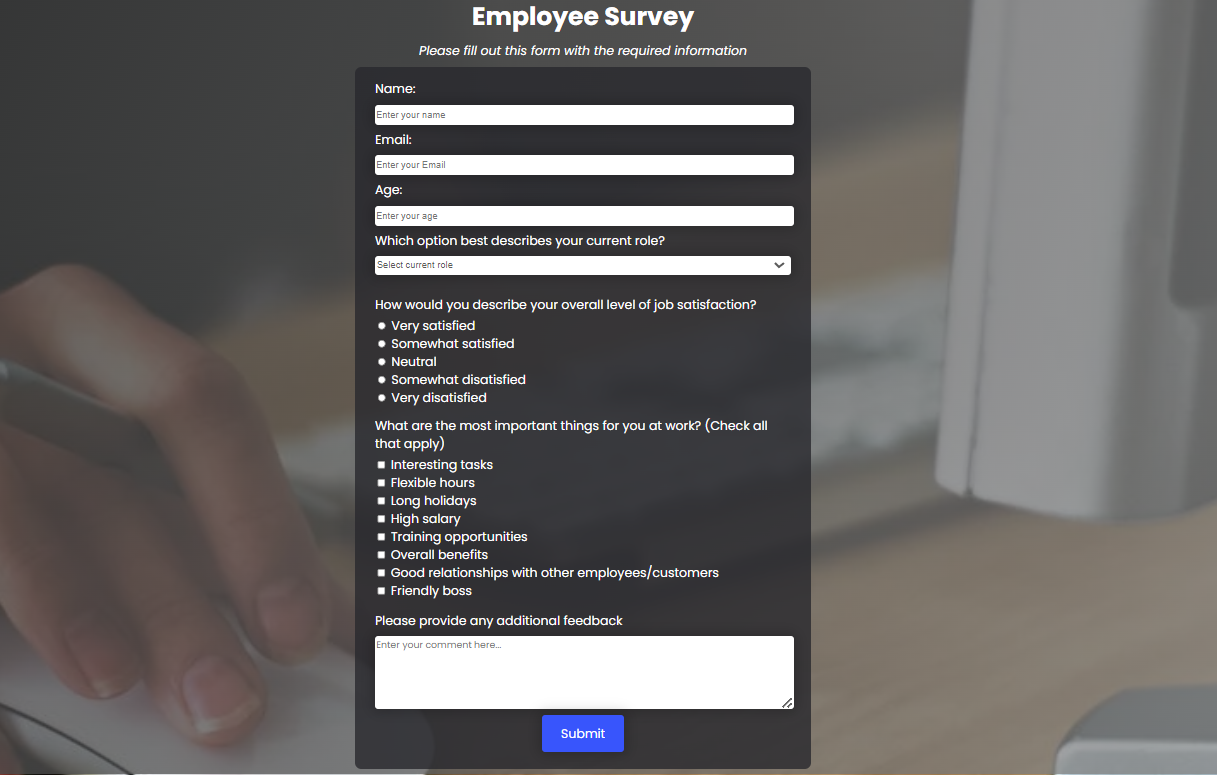 Employee Survey
Please fill out this form with the required information
Name:
Enter your name
Email:
Enter your Email
Age:
Enter your age
Which option best describes your current role?
Select current role
How would you describe your overall level of job satisfaction?
Very satisfied
Somewhat satisfied
Neutral
Somewhat disatisfied
Very disatisfied
What are the most important things for you at work? (Check all
that apply)
Interesting tasks
Flexible hours
Long holidays
High salary
Training opportunities
Overall benefits
Good relationships with other employees/customers
Friendly boss
Please provide any additional feedback
Enter your comment here...
Submit